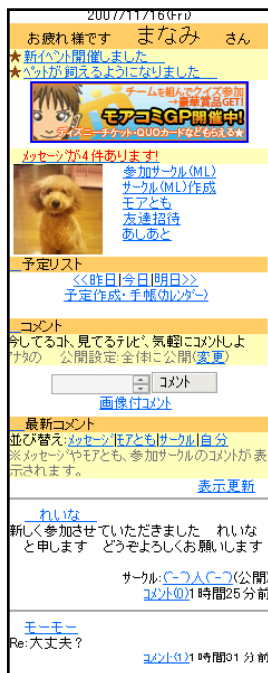 2007/11/16(Fri)
お疲れ様です まなみ さん
★新イベント開催しました
★ペットが飼えるようになりました
チームを組んでクイズ参加
→豪華賞品GET!
モアコミGP開催中!
ディズニーチケット・QUOカードなどもらえる★
メッセージが4件あります!
参加サークル(ML)
サークル(ML)作成
モアとも
友達招待
あしあと
予定リスト
<<昨日|今日|明日>>
予定作成・手帳(カレンダー)
コメント
今してるコト、見てるテレビ、気軽にコメントしよ
アナタの 公開設定:全体に公開(変更)
コメント
画像付コメント
最新コメント
並び替え:メッセージ|モアとも|サークル|自分
※メッセージやモアとも、参加サークルのコメントが表
示されます。
表示更新
れいな
新しく参加させていただきました れいな
と申します どうぞよろしくお願いします
サークル:(^-^)人(^-^)(公開)
コメント(0)1時間25分前
モーモー
Re:大丈夫?
コメント(1)1時間31分前